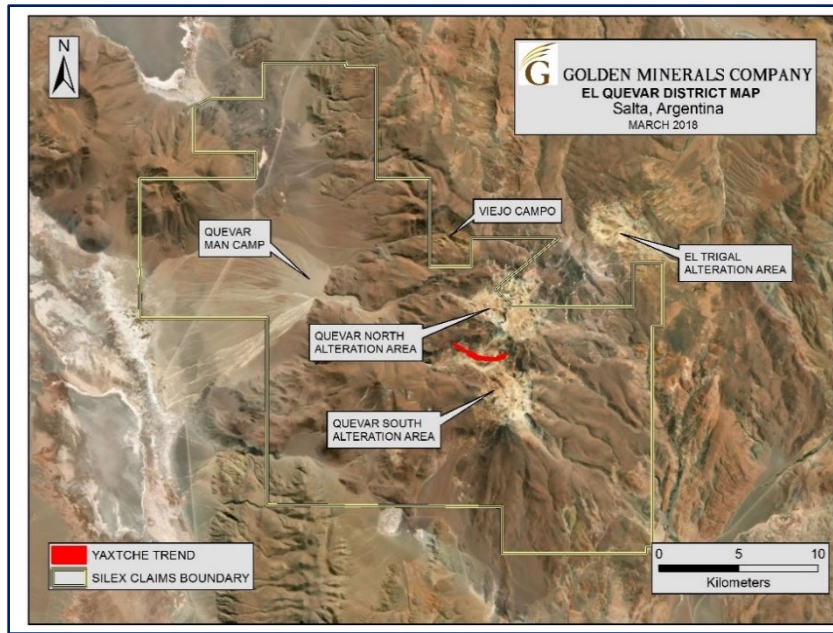 N
G GOLDEN MINERALS COMPANY
EL QUEVAR DISTRICT MAP
Salta, Argentina
MARCH 2018
VIEJO CAMPO
QUEVAR
MAN CAMP
EL TRIGAL
ALTERATION AREA
QUEVAR NORTH
ALTERATION AREA
QUEVAR SOUTH
ALTERATION AREA
YAXTCHE TREND
SILEX CLAIMS BOUNDARY
0 5 10
Kilometers